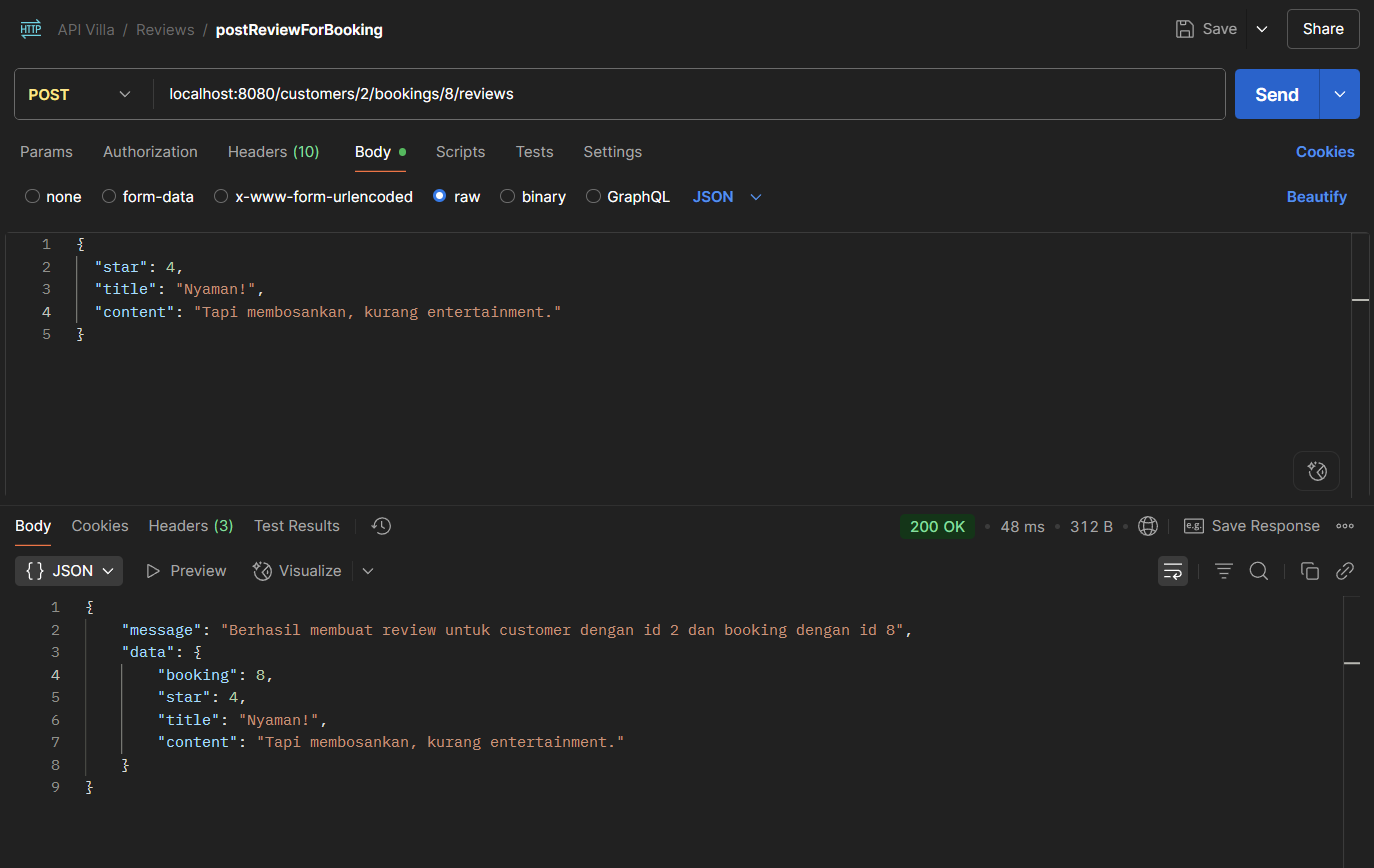 HTTP API Villa / Reviews / postReviewForBooking Save Share
POST localhost:8080/customers/2/bookings/8/reviews Send
Params Authorization Headers (10) Body Scripts Tests Settings Cookies
none form-data x-www-form-urlencoded raw binary GraphQL JSON Beautify
1 {
2 "star": 4,
3 "title": "Nyaman!",
4 "content": "Tapi membosankan, kurang entertainment."
5 }
Body Cookies Headers (3) Test Results 200 OK • 48 ms • 312 B • e.g. Save Response
{} JSON Preview Visualize
1 {
2 "message": "Berhasil membuat review untuk customer dengan id 2 dan booking dengan id 8",
3 "data": {
4 "booking": 8,
5 "star": 4,
6 "title": "Nyaman!",
7 "content": "Tapi membosankan, kurang entertainment."
8 }
9 }